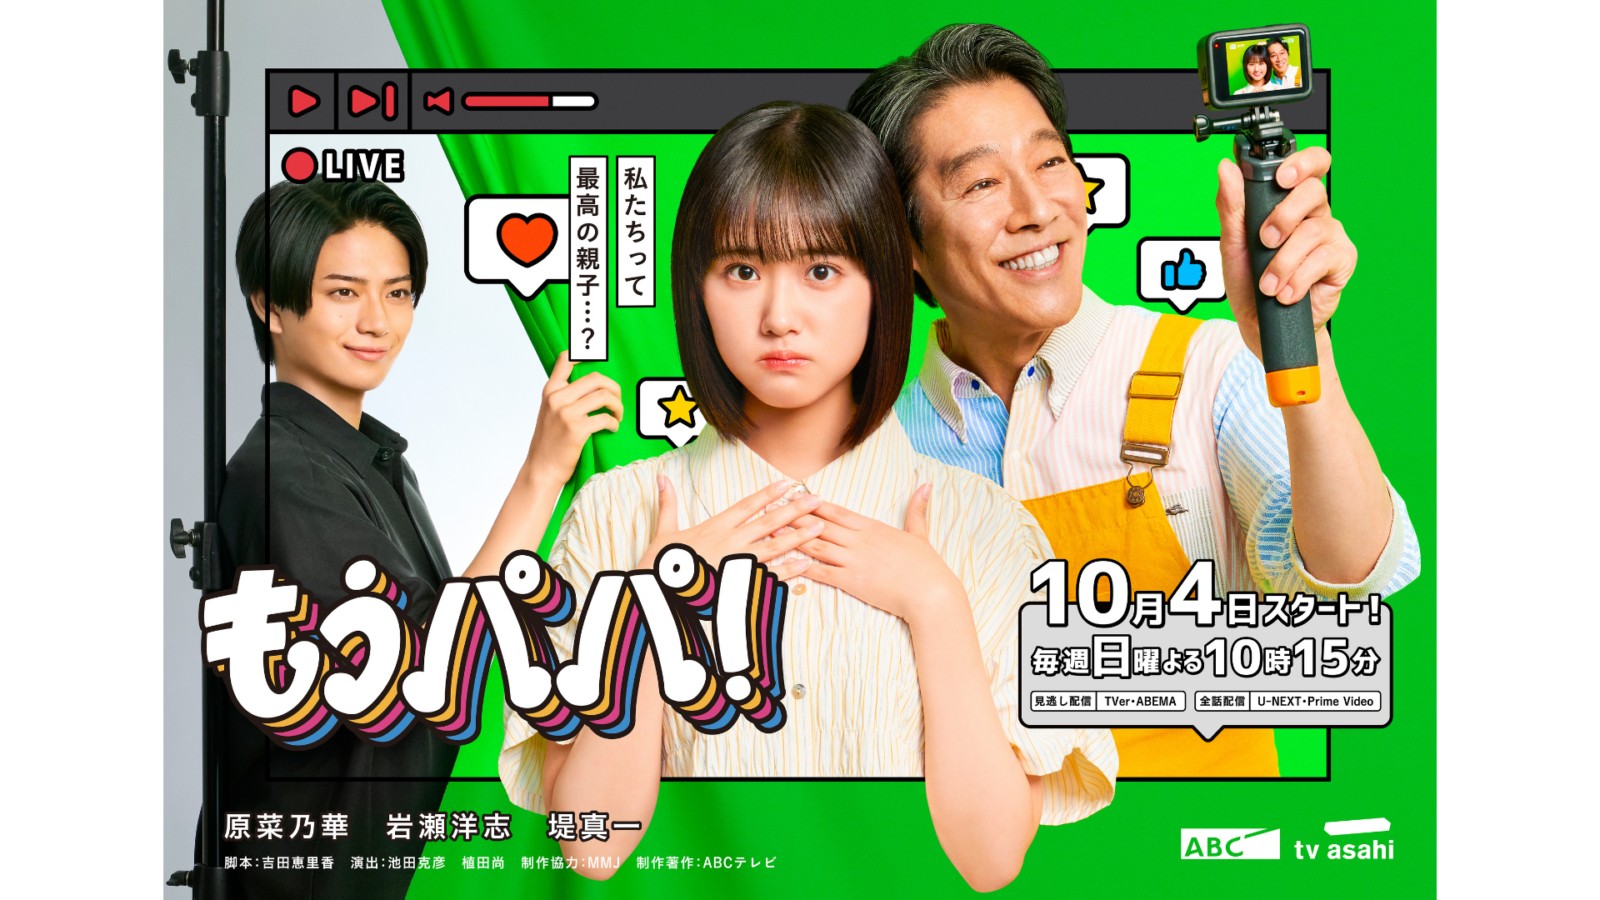 LIVE
私たちって
最高の親子…?
もうパパ!
10月4日スタート!
毎週日曜よる10時15分
見逃し配信 TVer・ABEMA 全話配信 U-NEXT・Prime Video
原菜乃華 岩瀬洋志 堤真一
脚本:吉田恵里香 演出:池田克彦 植田尚 制作協力:MMJ 制作著作:ABCテレビ
ABC tv asahi